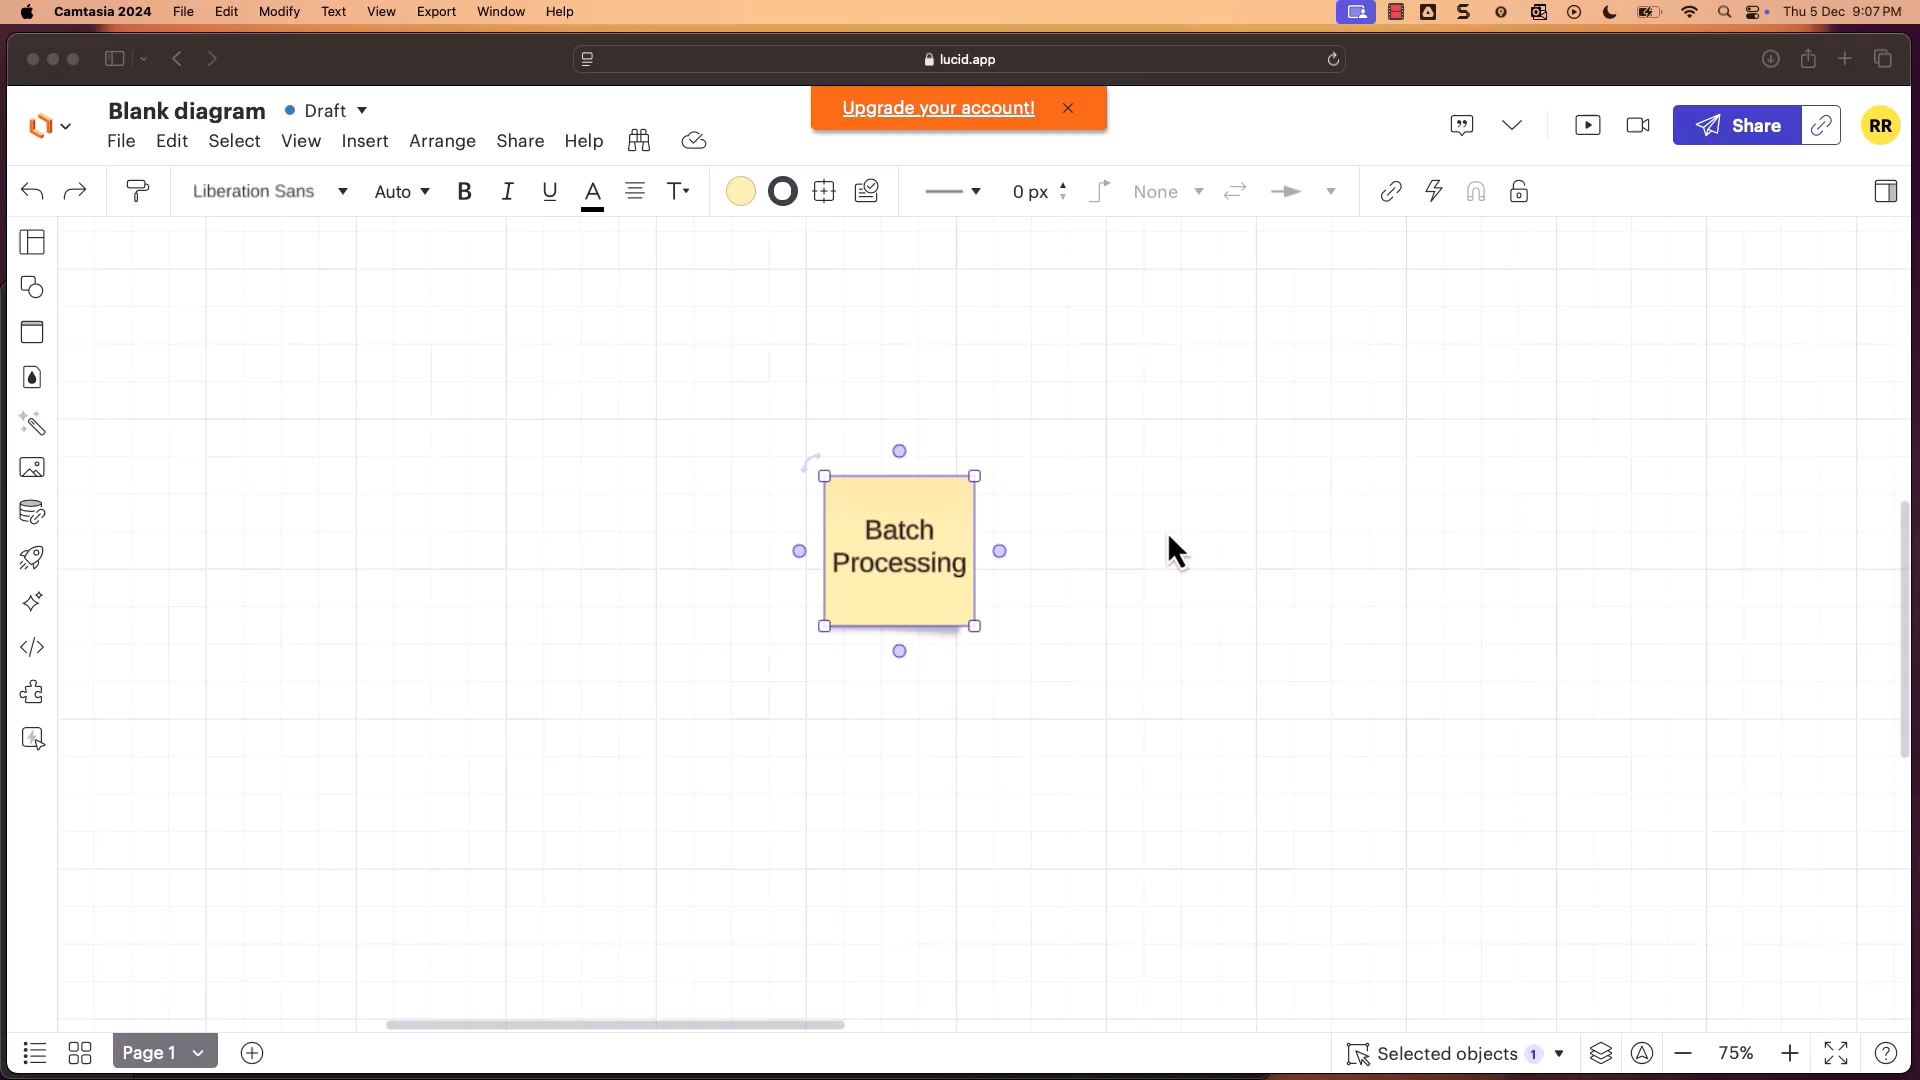 Camtasia 2024 File Edit Modify Text View Export Window Help Thu 5 Dec 9:07 PM
lucid.app
Blank diagram Draft
Upgrade your account!
File Edit Select View Insert Arrange Share Help
Share
RR
Liberation Sans Auto B I U A T 0 px None
Batch
Processing
Page 1
Selected objects 1 75%